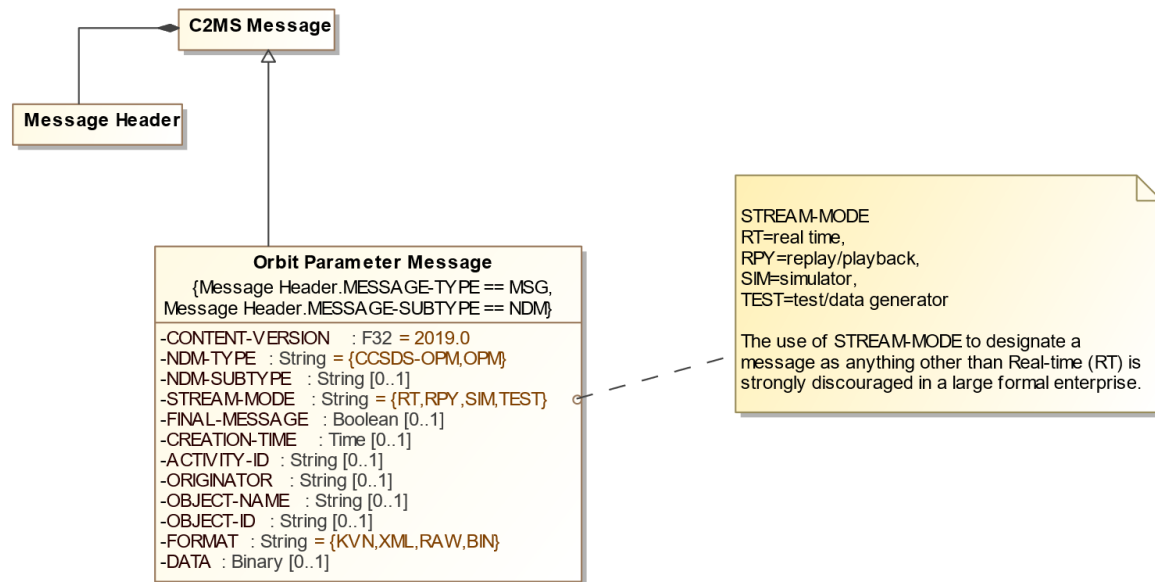 C2MS Message
Message Header
Orbit Parameter Message
{Message Header.MESSAGE-TYPE == MSG,
Message Header.MESSAGE-SUBTYPE == NDM}
-CONTENT-VERSION : F32 = 2019.0
-NDM-TYPE : String = {CCSDS-OPM,OPM}
-NDM-SUBTYPE : String [0..1]
-STREAM-MODE : String = {RT,RPY,SIM,TEST}
-FINAL-MESSAGE : Boolean [0..1]
-CREATION-TIME : Time [0..1]
-ACTIVITY-ID : String [0..1]
-ORIGINATOR : String [0..1]
-OBJECT-NAME : String [0..1]
-OBJECT-ID : String [0..1]
-FORMAT : String = {KVN,XML,RAW,BIN}
-DATA : Binary [0..1]
STREAM-MODE
RT=real time,
RPY=replay/playback,
SIM=simulator,
TEST=test/data generator
The use of STREAM-MODE to designate a
message as anything other than Real-time (RT) is
strongly discouraged in a large formal enterprise.